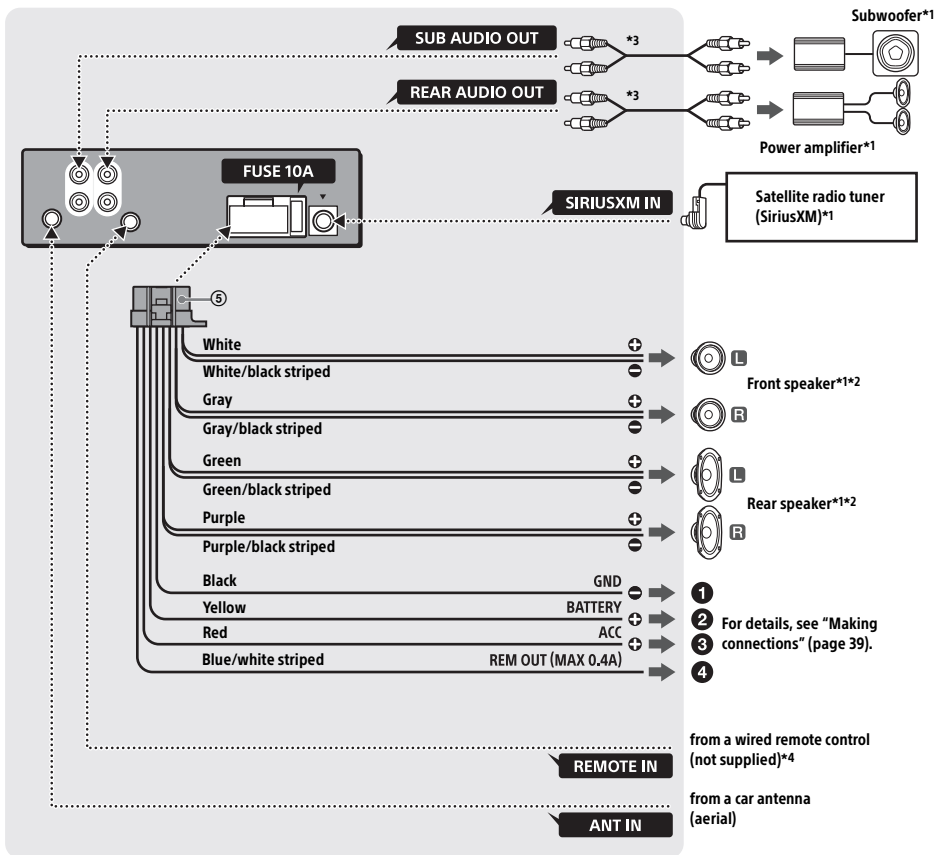 Subwoofer*1
SUB AUDIO OUT
*3
REAR AUDIO OUT
*3
Power amplifier*1
FUSE 10A
SIRIUSXM IN
Satellite radio tuner
(SiriusXM)*1
⑤
White
White/black striped
L
Front speaker*1*2
Gray
Gray/black striped
R
Green
Green/black striped
L
Rear speaker*1*2
Purple
Purple/black striped
R
Black GND ❶
Yellow BATTERY ❷
Red ACC ❸
For details, see “Making
connections” (page 39).
Blue/white striped REM OUT (MAX 0.4A) ❹
from a wired remote control
(not supplied)*4
REMOTE IN
from a car antenna
(aerial)
ANT IN